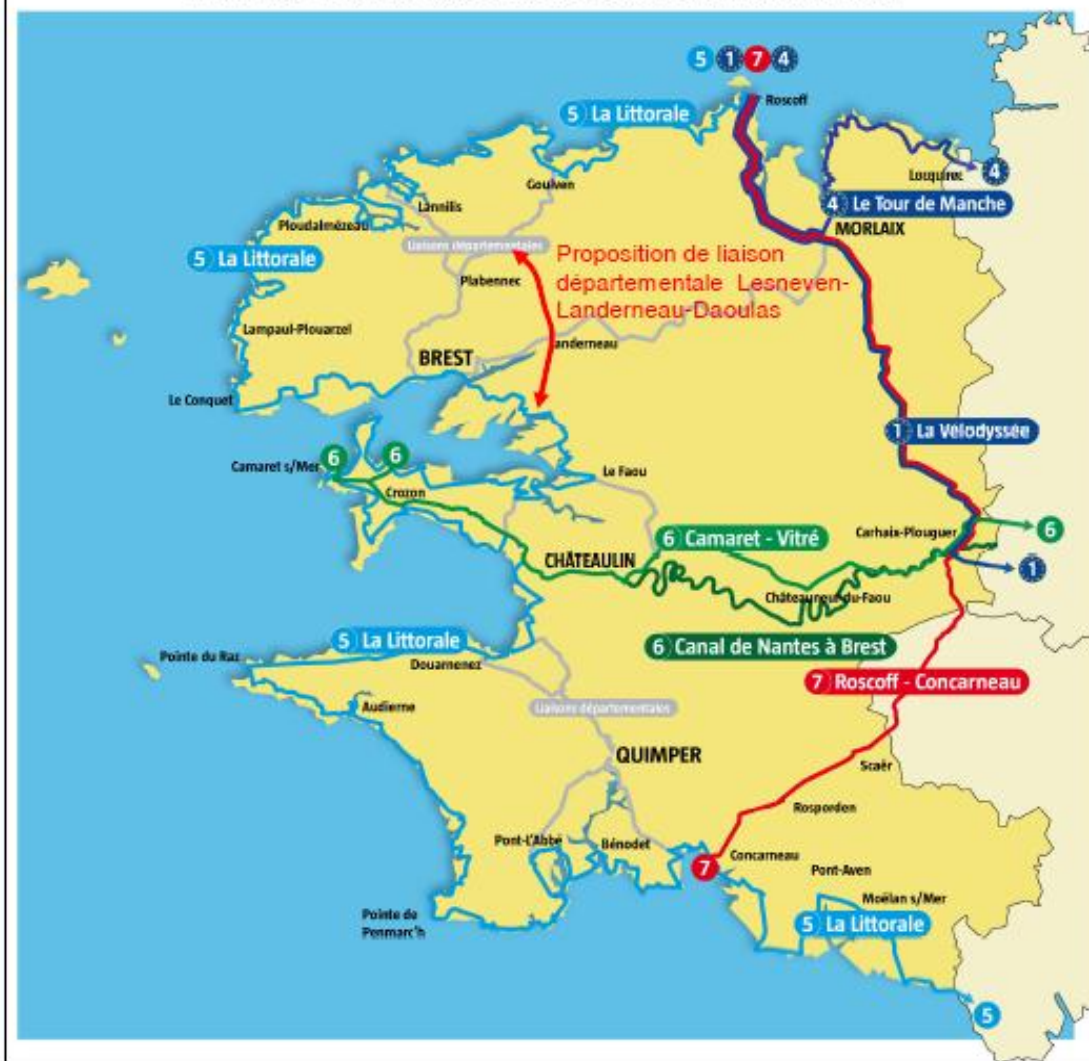 5 1 7 4
Roscoff
5 La Littorale
Locquirec
4
Goulven
4 Le Tour de Manche
Lannilis
MORLAIX
Ploudalmézeau
Liaisons départementales
5 La Littorale
Proposition de liaison
départementale Lesneven-
Landerneau-Daoulas
Plabennec
Lampaul-Plouarzel
anderneau
BREST
Le Conquet
1 La Vélodyssée
6
6
Camaret s/Mer
Le Faou
Crozon
Carhaix-Plouguer
6
6 Camaret - Vitré
CHÂTEAULIN
1
Châteauneuf-du-Faou
5 La Littorale
6 Canal de Nantes à Brest
Pointe du Raz
Douarnenez
7 Roscoff - Concarneau
Audierne
Liaisons départementales
QUIMPER
Scaër
Rosporden
Pont-L'Abbé
Bénodet
Concarneau
7
Pont-Aven
Moëlan s/Mer
Pointe de
Penmarc'h
5 La Littorale
5